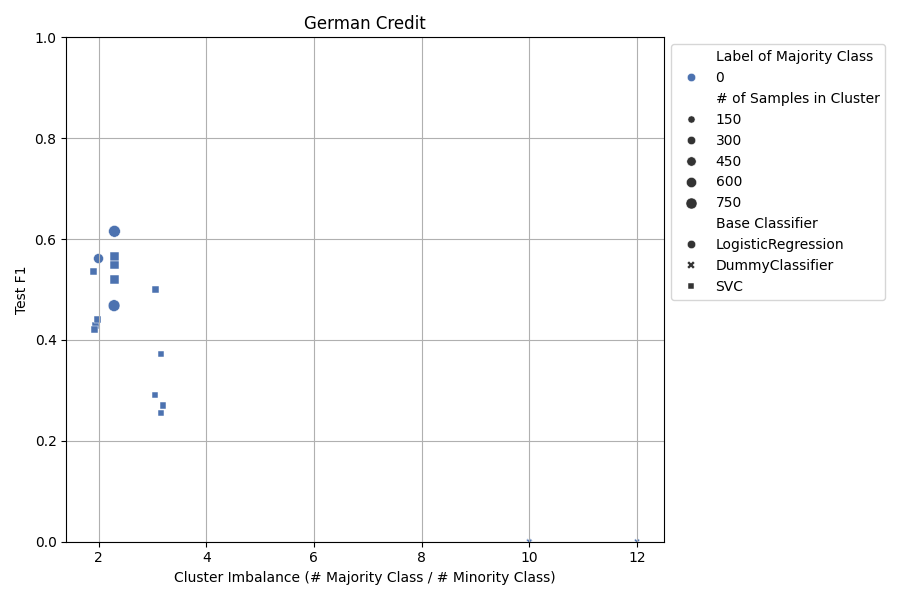 German Credit
1.0
0.8
0.6
0.4
0.2
0.0
Test F1
2
4
6
8
10
12
Cluster Imbalance (# Majority Class / # Minority Class)
Label of Majority Class
0
# of Samples in Cluster
150
300
450
600
750
Base Classifier
LogisticRegression
DummyClassifier
SVC